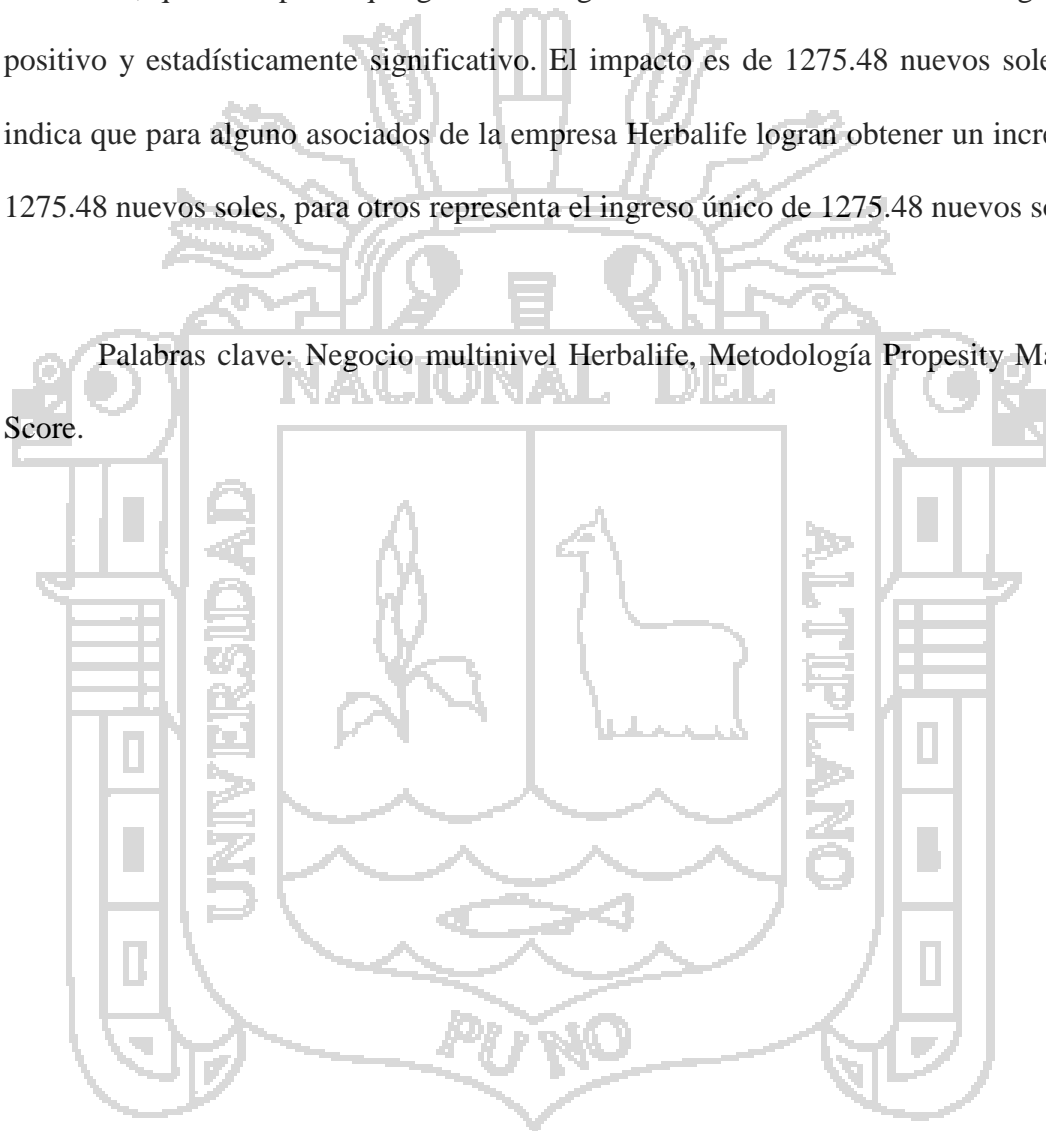 positivo y estadísticamente significativo. El impacto es de 1275.48 nuevos sole
indica que para alguno asociados de la empresa Herbalife logran obtener un incre
1275.48 nuevos soles, para otros representa el ingreso único de 1275.48 nuevos so
Palabras clave: Negocio multinivel Herbalife, Metodología Propesity Ma
Score.
NACIONAL DEL
UNIVERSIDAD
ALTIPLANO
PUNO